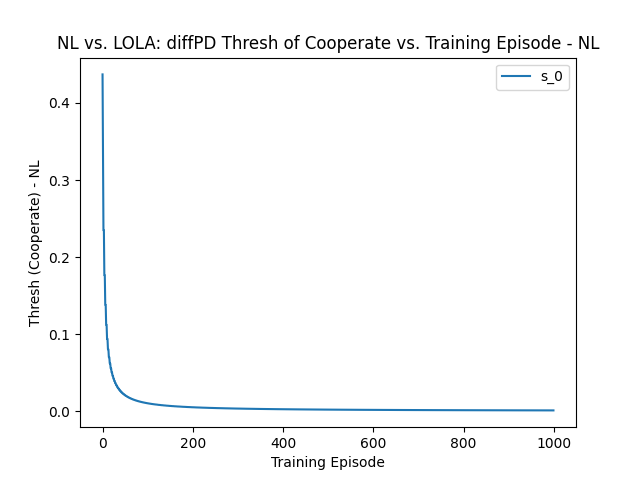 NL vs. LOLA: diffPD Thresh of Cooperate vs. Training Episode - NL
s_0
Thresh (Cooperate) - NL
0.4
0.3
0.2
0.1
0.0
0 200 400 600 800 1000
Training Episode